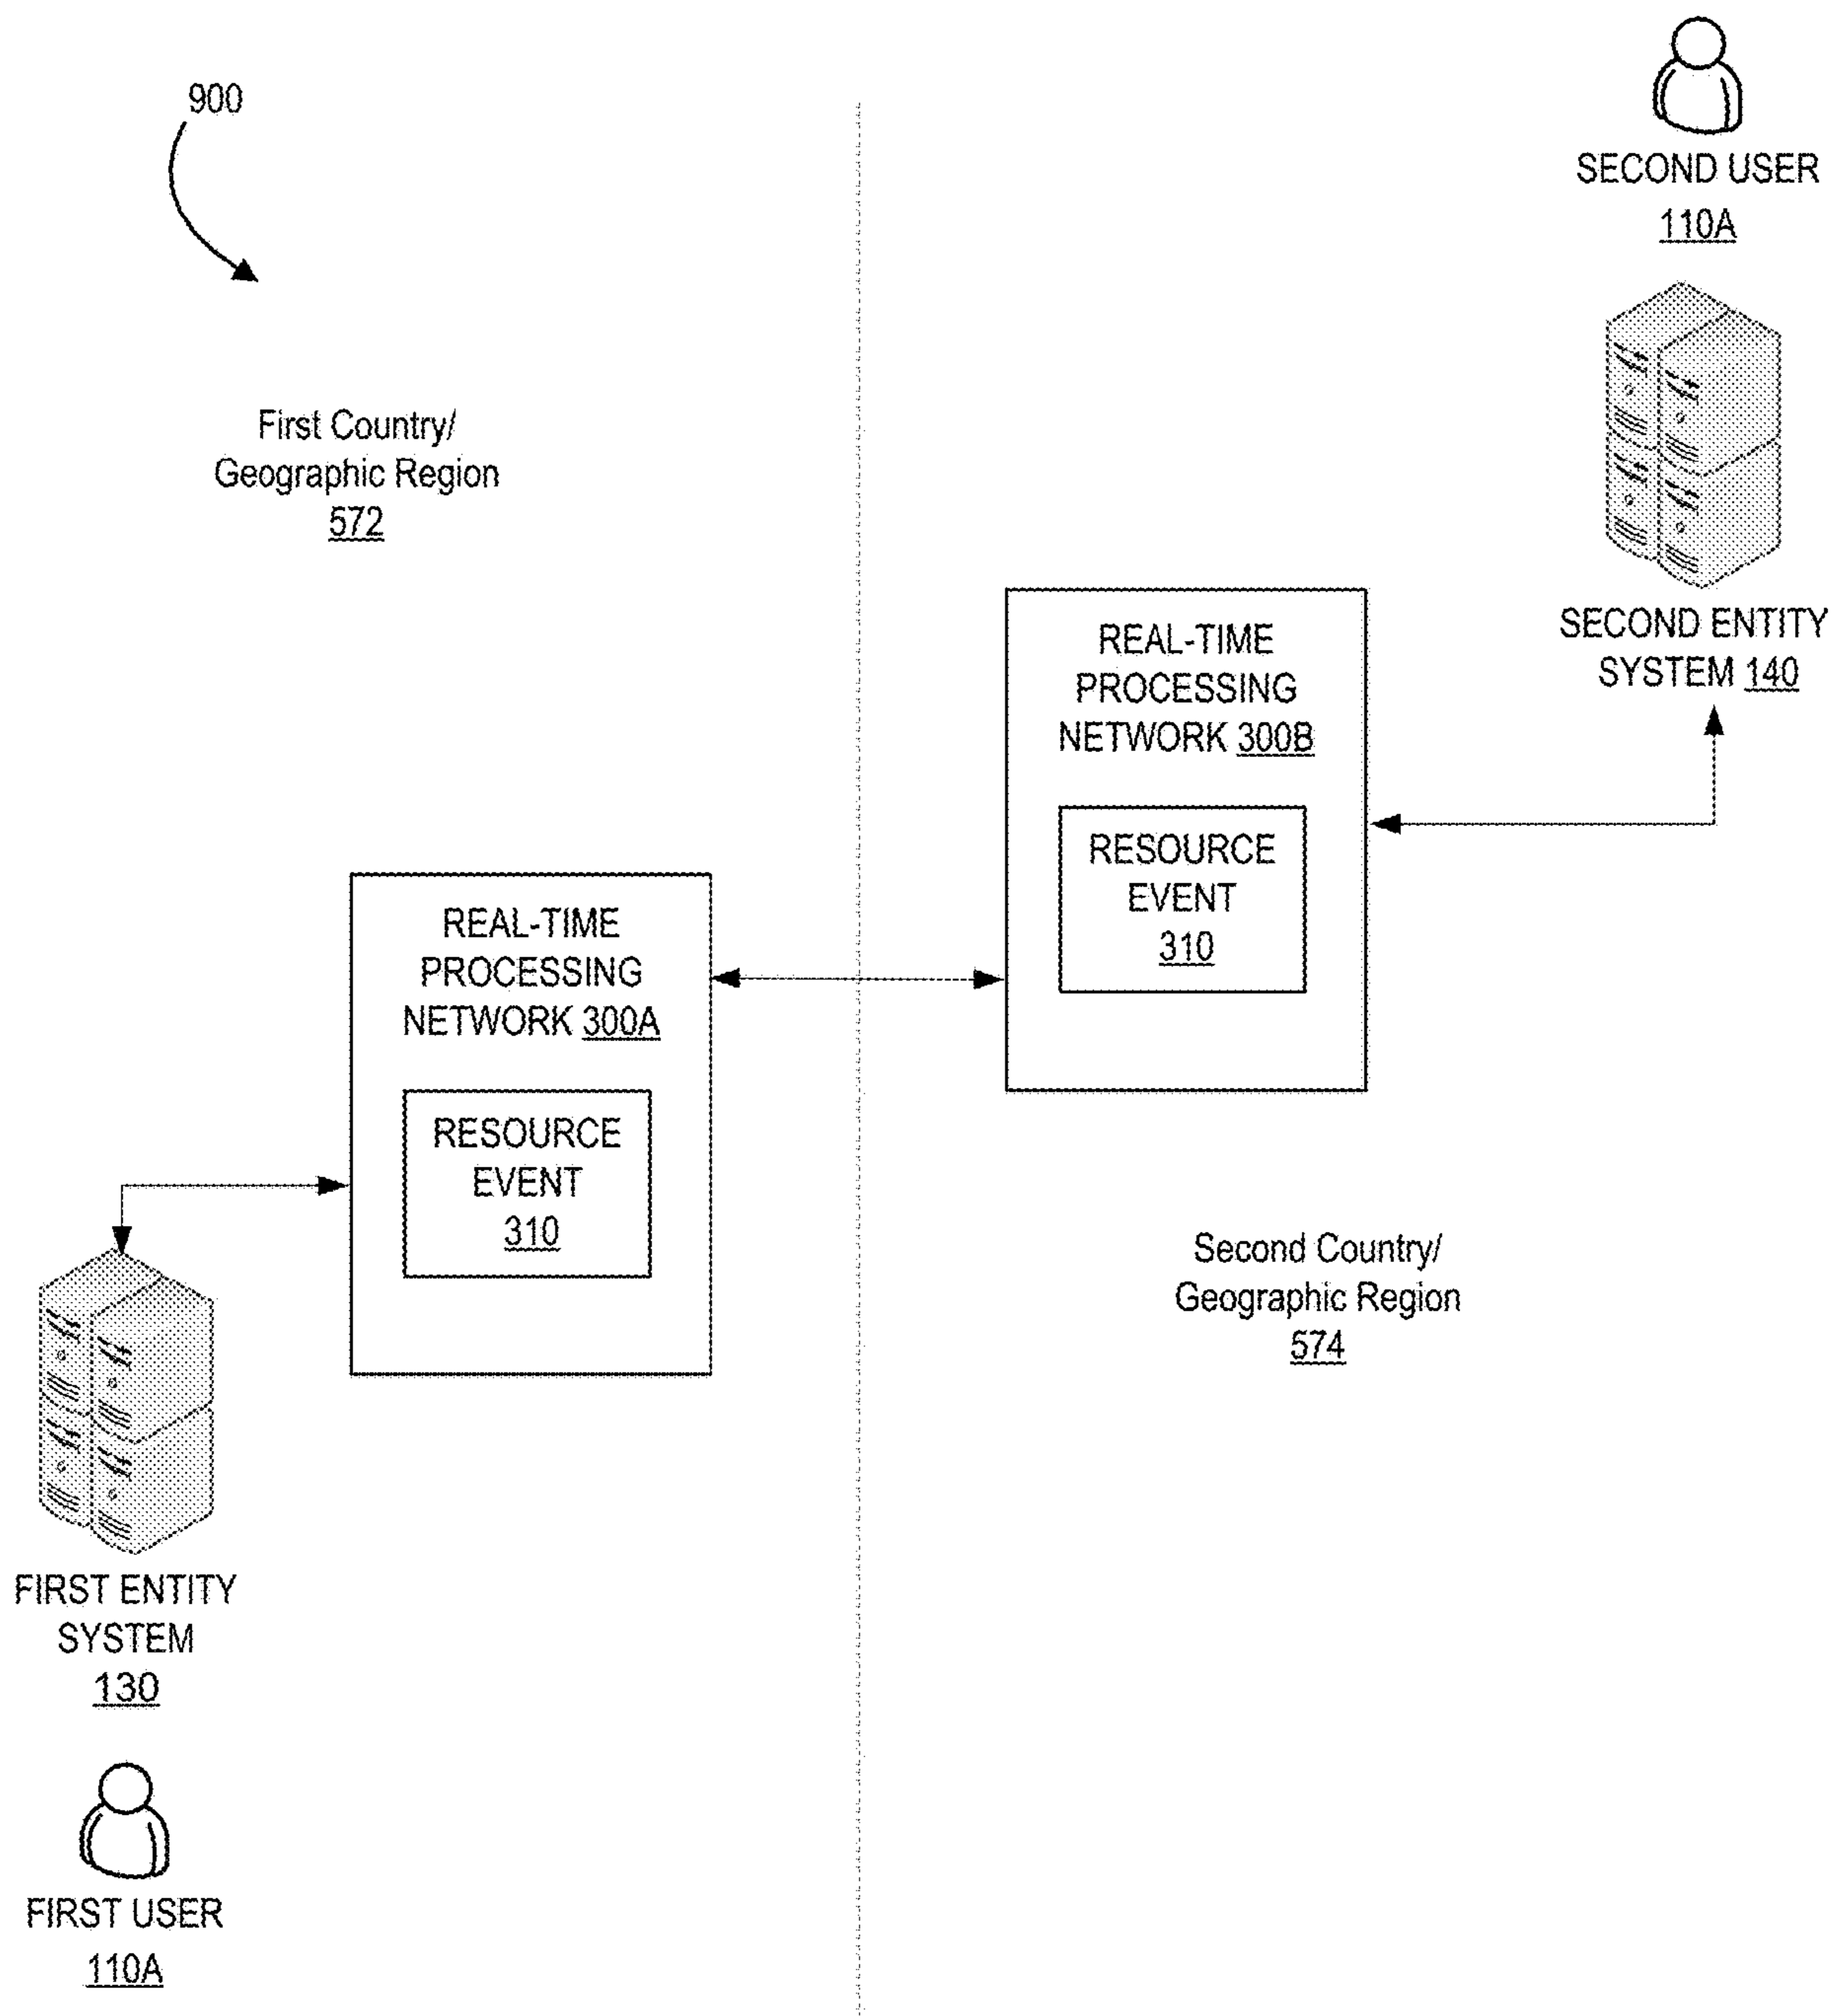 900
First Country/
Geographic Region
572
SECOND USER
110A
SECOND ENTITY
SYSTEM 140
REAL-TIME
PROCESSING
NETWORK 300B
RESOURCE
EVENT
310
REAL-TIME
PROCESSING
NETWORK 300A
RESOURCE
EVENT
310
Second Country/
Geographic Region
574
FIRST ENTITY
SYSTEM
130
FIRST USER
110A